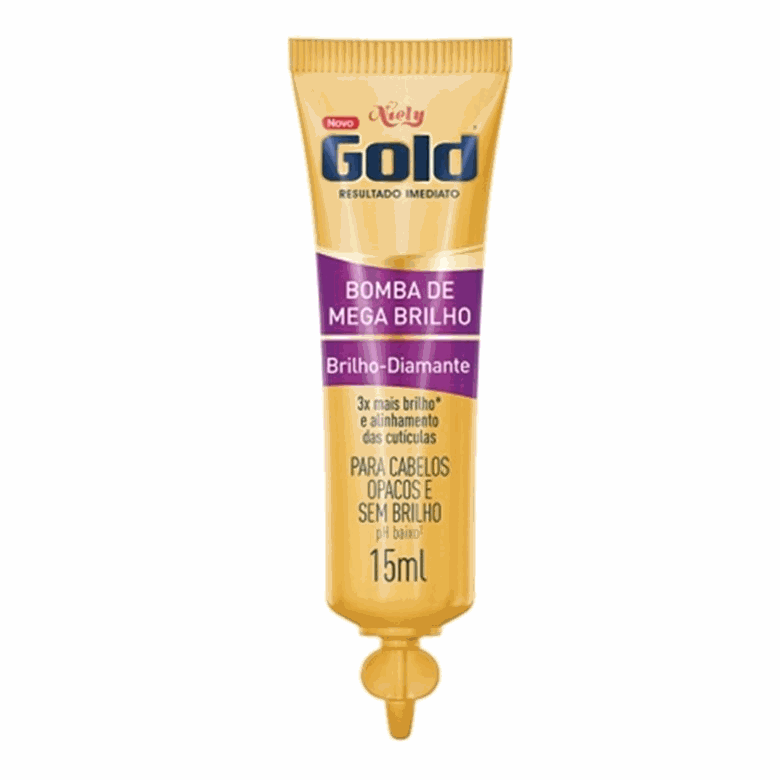 Niely
Novo
Gold
RESULTADO IMEDIATO
BOMBA DE
MEGA BRILHO
Brilho-Diamante
3x mais brilho*
e alinhamento
das cutículas
PARA CABELOS
OPACOS E
SEM BRILHO
pH baixo¹
15ml